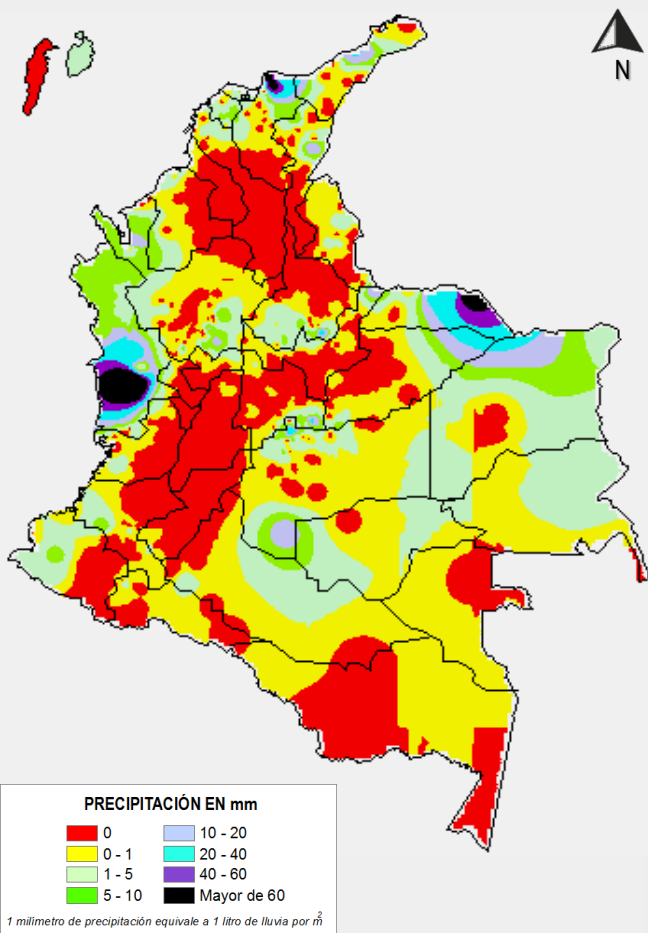 N
PRECIPITACIÓN EN mm
0
0 - 1
1 - 5
5 - 10
10 - 20
20 - 40
40 - 60
Mayor de 60
1 milímetro de precipitación equivale a 1 litro de lluvia por m²